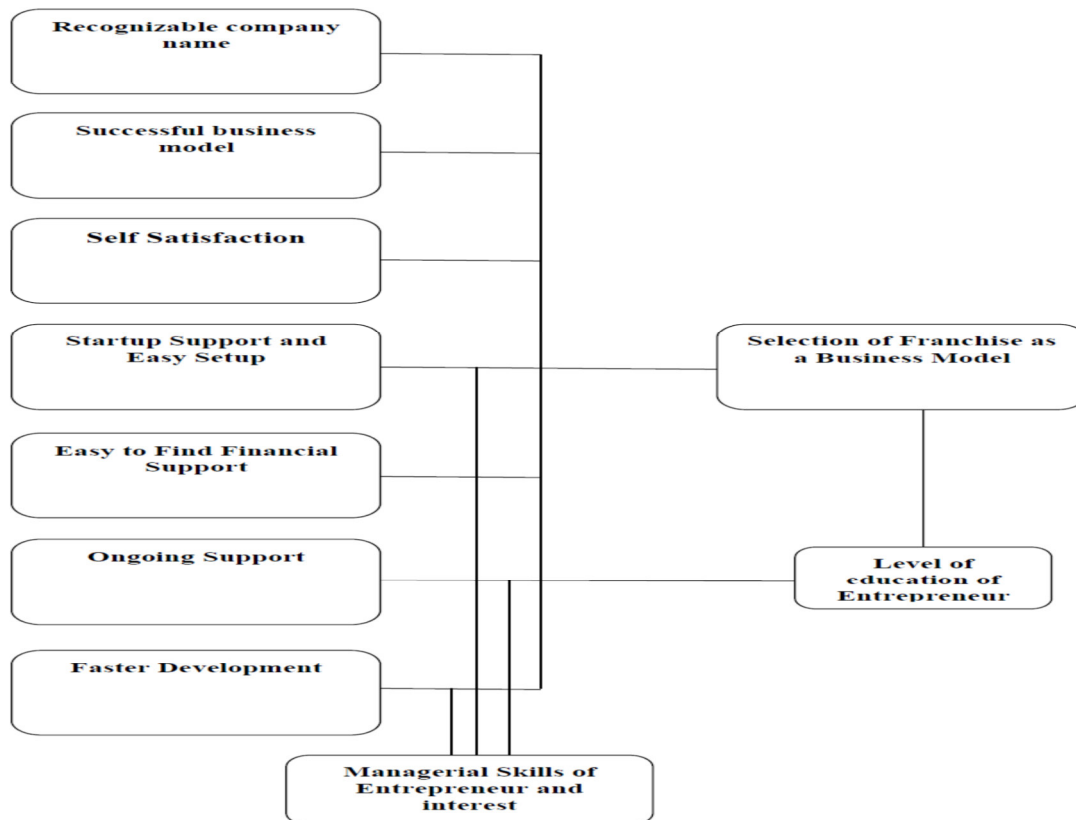 Recognizable company
name
Successful business
model
Self Satisfaction
Startup Support and
Easy Setup
Selection of Franchise as
a Business Model
Easy to Find Financial
Support
Ongoing Support
Level of
education of
Entrepreneur
Faster Development
Managerial Skills of
Entrepreneur and
interest